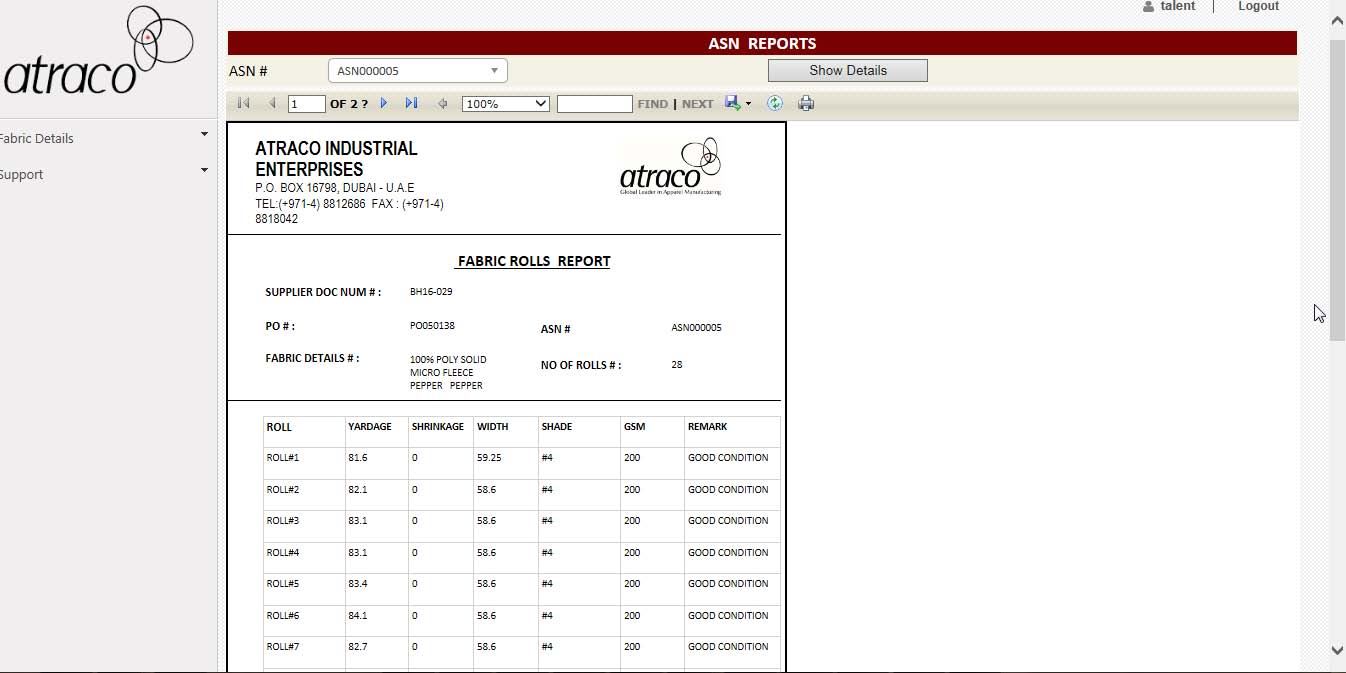 talent | Logout
atraco
ASN REPORTS
ASN # ASN000005 Show Details
1 OF 2 ? 100% FIND | NEXT
Fabric Details
Support
ATRACO INDUSTRIAL
ENTERPRISES
P.O. BOX 16798, DUBAI - U.A.E
TEL:(+971-4) 8812686 FAX : (+971-4)
8818042
atraco
Global Leader in Apparel Manufacturing
FABRIC ROLLS REPORT
SUPPLIER DOC NUM # : BH16-029
PO # : PO050138 ASN # ASN000005
FABRIC DETAILS # : 100% POLY SOLID
MICRO FLEECE
PEPPER PEPPER
NO OF ROLLS # : 28
ROLL YARDAGE SHRINKAGE WIDTH SHADE GSM REMARK
ROLL#1 81.6 0 59.25 #4 200 GOOD CONDITION
ROLL#2 82.1 0 58.6 #4 200 GOOD CONDITION
ROLL#3 83.1 0 58.6 #4 200 GOOD CONDITION
ROLL#4 83.1 0 58.6 #4 200 GOOD CONDITION
ROLL#5 83.4 0 58.6 #4 200 GOOD CONDITION
ROLL#6 84.1 0 58.6 #4 200 GOOD CONDITION
ROLL#7 82.7 0 58.6 #4 200 GOOD CONDITION